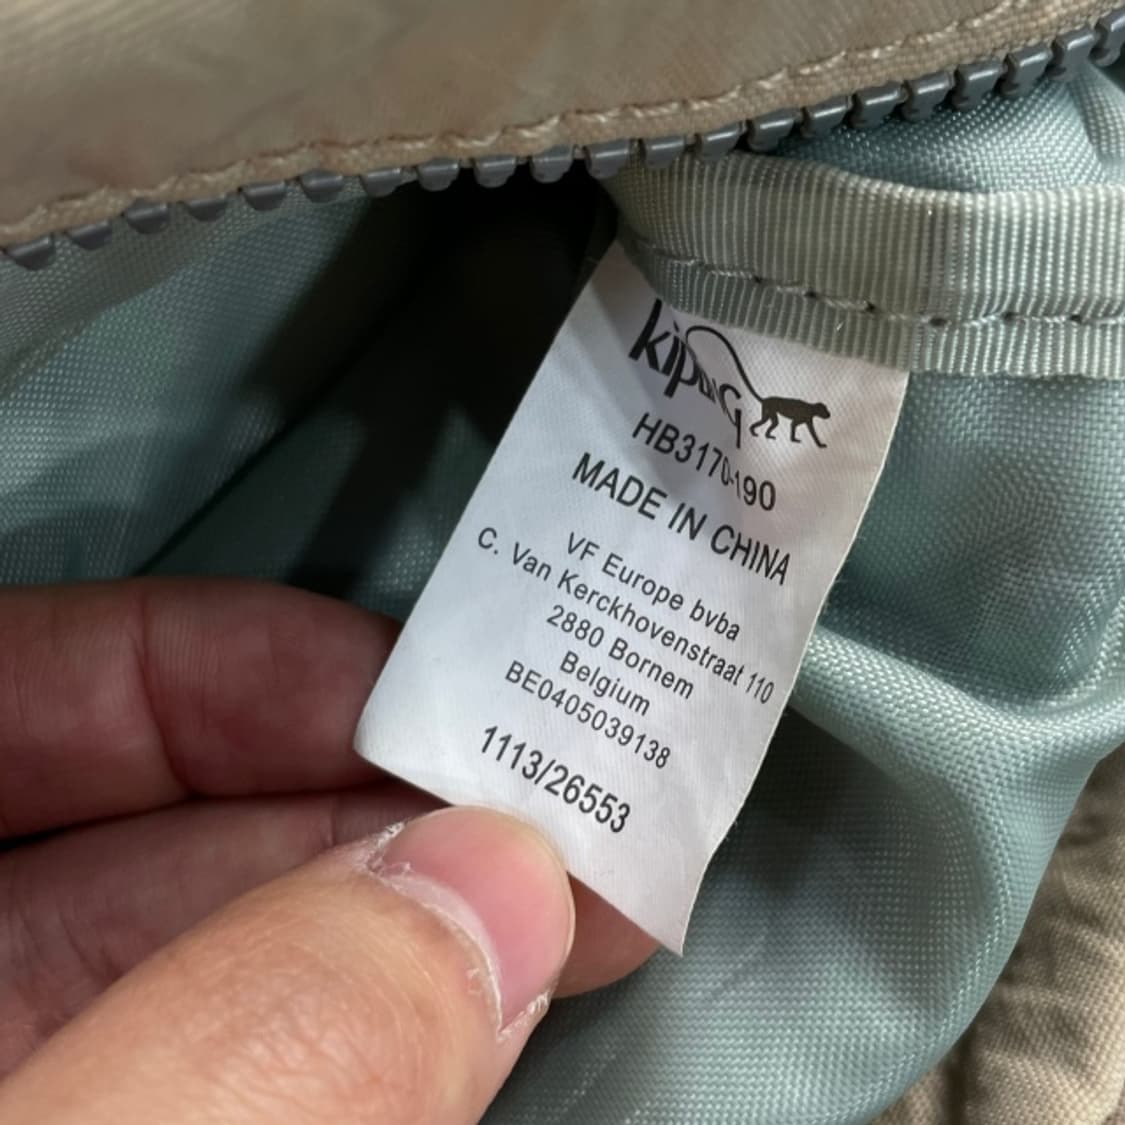 kipling
HB3170-190
MADE IN CHINA
VF Europe bvba
C. Van Kerckhovenstraat 110
2880 Bornem
Belgium
BE0405039138
1113/26553